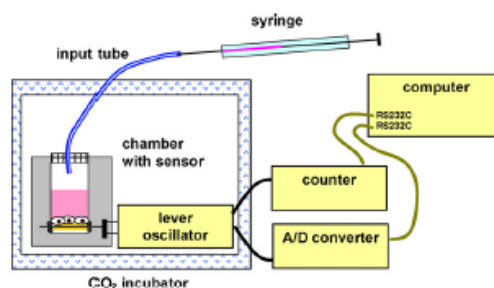 syringe
input tube
computer
RS232C
RS232C
chamber
with sensor
counter
lever
oscillator
A/D converter
CO₂ incubator